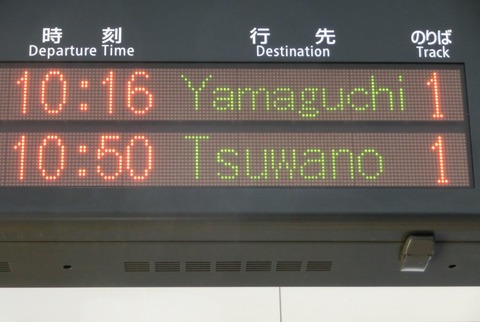 時刻 行先 のりば
Departure Time Destination Track
10:16 Yamaguchi 1
10:50 Tsuwano 1